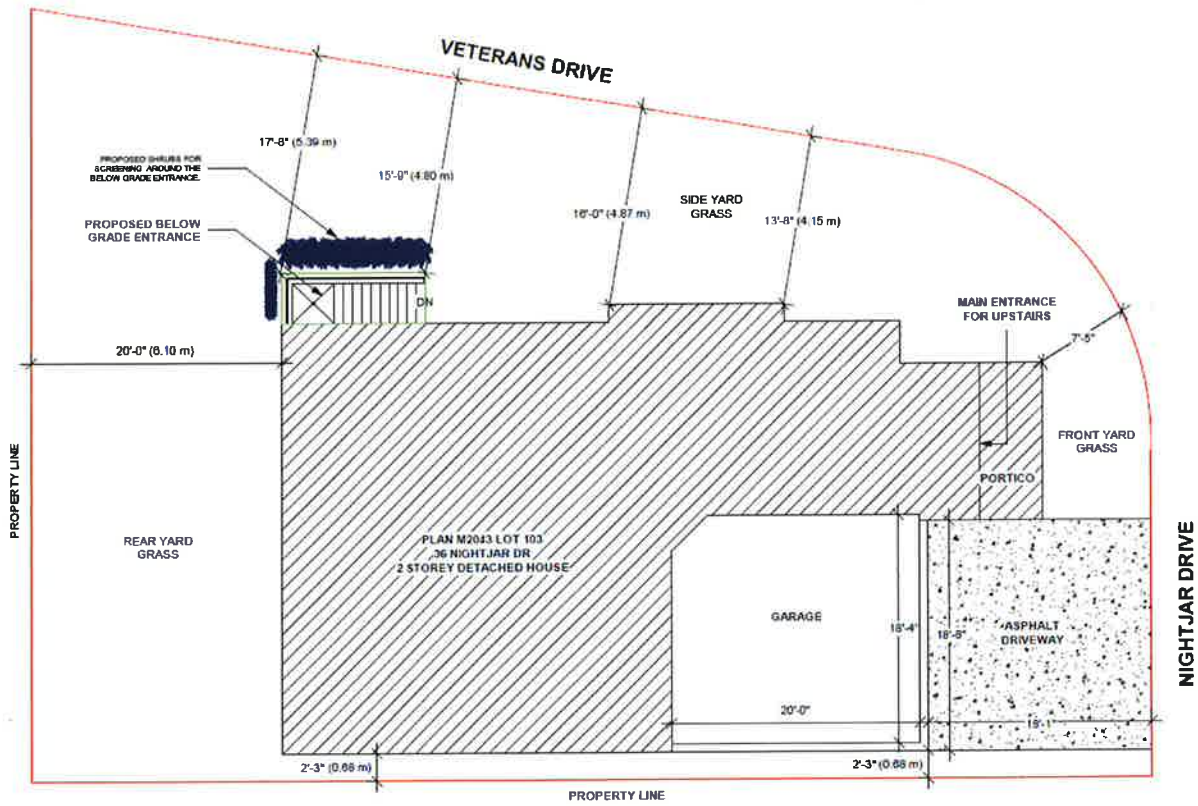 VETERANS DRIVE
17'-8" (5.39 m)
PROPOSED SHRUBS FOR
SCREENING AROUND THE
BELOW GRADE ENTRANCE.
15'-9" (4.80 m)
SIDE YARD
GRASS
16'-0" (4.87 m)
13'-8" (4.15 m)
PROPOSED BELOW
GRADE ENTRANCE
DN
MAIN ENTRANCE
FOR UPSTAIRS
7'-5"
20'-0" (6.10 m)
FRONT YARD
GRASS
PORTICO
PROPERTY LINE
REAR YARD
GRASS
PLAN M2043 LOT 103
36 NIGHTJAR DR
2 STOREY DETACHED HOUSE
GARAGE
18'-4"
18'-8"
ASPHALT
DRIVEWAY
NIGHTJAR DRIVE
20'-0"
2'-3" (0.68 m)
2'-3" (0.68 m)
PROPERTY LINE